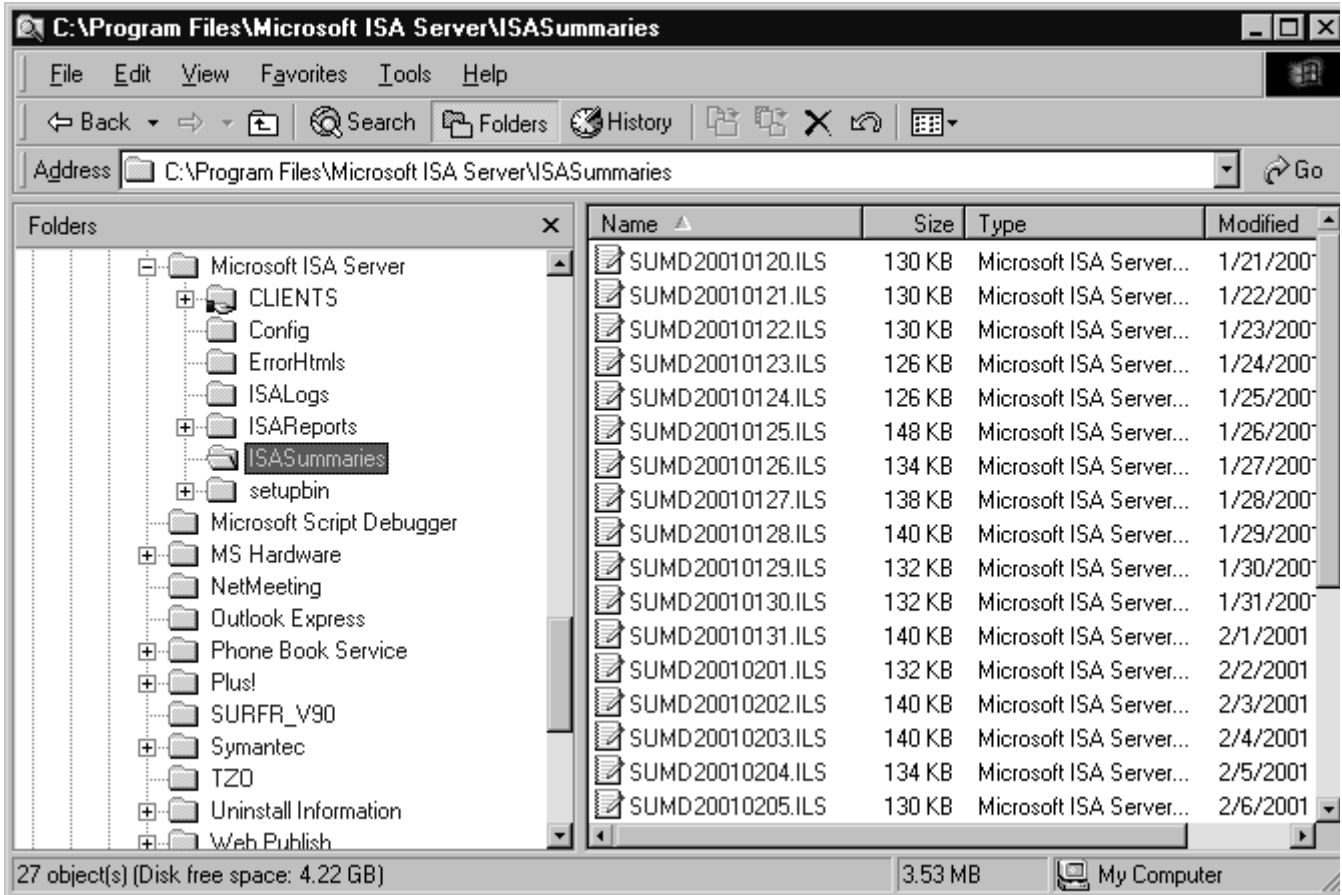 C:\Program Files\Microsoft ISA Server\ISASummaries
File Edit View Favorites Tools Help
Back Search Folders History
Address C:\Program Files\Microsoft ISA Server\ISASummaries Go
Folders
Microsoft ISA Server
CLIENTS
Config
ErrorHtmls
ISALogs
ISAReports
ISASummaries
setupbin
Microsoft Script Debugger
MS Hardware
NetMeeting
Outlook Express
Phone Book Service
Plus!
SURFR_V90
Symantec
TZO
Uninstall Information
Web Publish
Name Size Type Modified
SUMD20010120.ILS 130 KB Microsoft ISA Server... 1/21/2001
SUMD20010121.ILS 130 KB Microsoft ISA Server... 1/22/2001
SUMD20010122.ILS 130 KB Microsoft ISA Server... 1/23/2001
SUMD20010123.ILS 126 KB Microsoft ISA Server... 1/24/2001
SUMD20010124.ILS 126 KB Microsoft ISA Server... 1/25/2001
SUMD20010125.ILS 148 KB Microsoft ISA Server... 1/26/2001
SUMD20010126.ILS 134 KB Microsoft ISA Server... 1/27/2001
SUMD20010127.ILS 138 KB Microsoft ISA Server... 1/28/2001
SUMD20010128.ILS 140 KB Microsoft ISA Server... 1/29/2001
SUMD20010129.ILS 132 KB Microsoft ISA Server... 1/30/2001
SUMD20010130.ILS 132 KB Microsoft ISA Server... 1/31/2001
SUMD20010131.ILS 140 KB Microsoft ISA Server... 2/1/2001
SUMD20010201.ILS 132 KB Microsoft ISA Server... 2/2/2001
SUMD20010202.ILS 140 KB Microsoft ISA Server... 2/3/2001
SUMD20010203.ILS 140 KB Microsoft ISA Server... 2/4/2001
SUMD20010204.ILS 134 KB Microsoft ISA Server... 2/5/2001
SUMD20010205.ILS 130 KB Microsoft ISA Server... 2/6/2001
27 object(s) (Disk free space: 4.22 GB) 3.53 MB My Computer